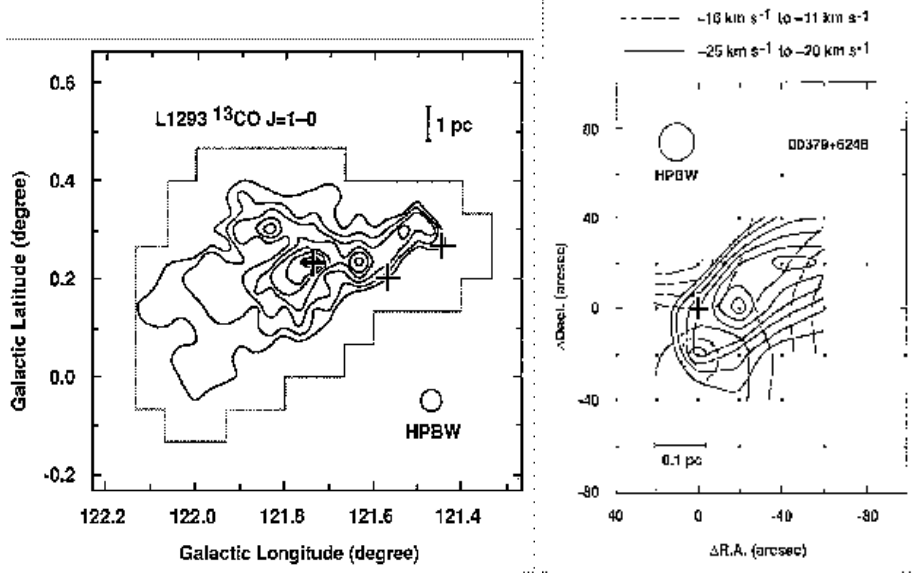 L1293 ¹³CO J=1–0
1 pc
0.6
0.4
0.2
0.0
-0.2
Galactic Latitude (degree)
HPBW
122.2 122.0 121.8 121.6 121.4
Galactic Longitude (degree)
–16 km s⁻¹ to –11 km s⁻¹
–25 km s⁻¹ to –20 km s⁻¹
00379+6248
HPBW
80
40
0
-40
-80
ΔDecl. (arcsec)
0.1 pc
40 0 -40 -80
ΔR.A. (arcsec)